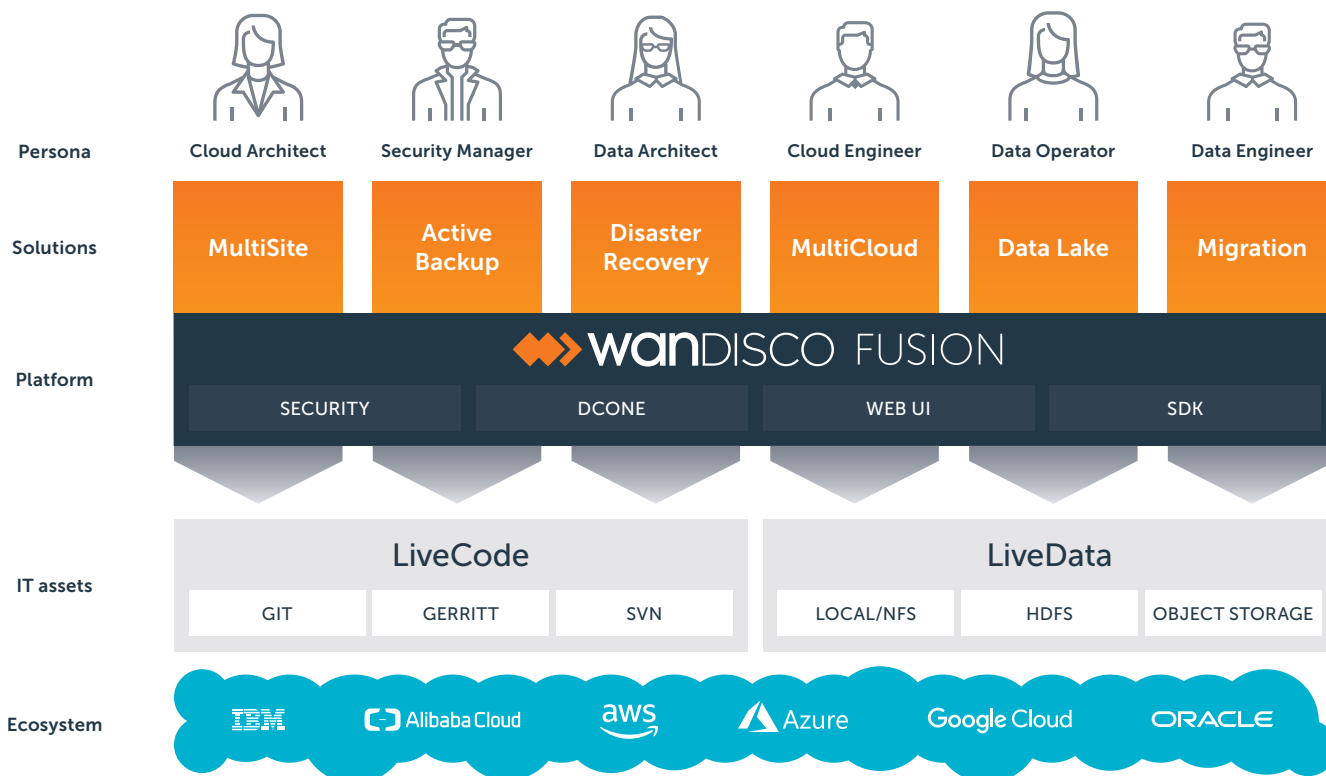 Persona
Cloud Architect
Security Manager
Data Architect
Cloud Engineer
Data Operator
Data Engineer
Solutions
MultiSite
Active
Backup
Disaster
Recovery
MultiCloud
Data Lake
Migration
Platform
WANDISCO FUSION
SECURITY
DCONE
WEB UI
SDK
IT assets
LiveCode
GIT
GERRITT
SVN
LiveData
LOCAL/NFS
HDFS
OBJECT STORAGE
Ecosystem
IBM
Alibaba Cloud
aws
Azure
Google Cloud
ORACLE